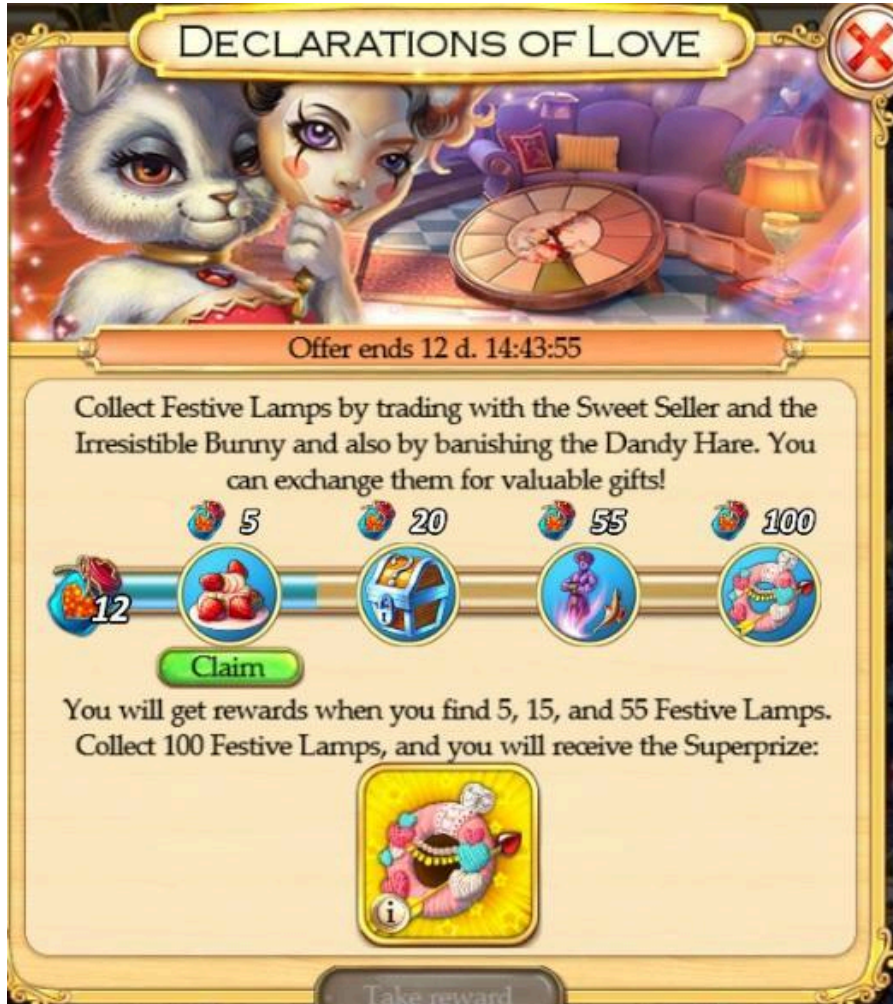 DECLARATIONS OF LOVE
Offer ends 12 d. 14:43:55
Collect Festive Lamps by trading with the Sweet Seller and the
Irresistible Bunny and also by banishing the Dandy Hare. You
can exchange them for valuable gifts!
5 20 55 100
12
Claim
You will get rewards when you find 5, 15, and 55 Festive Lamps.
Collect 100 Festive Lamps, and you will receive the Superprize:
i
Take reward